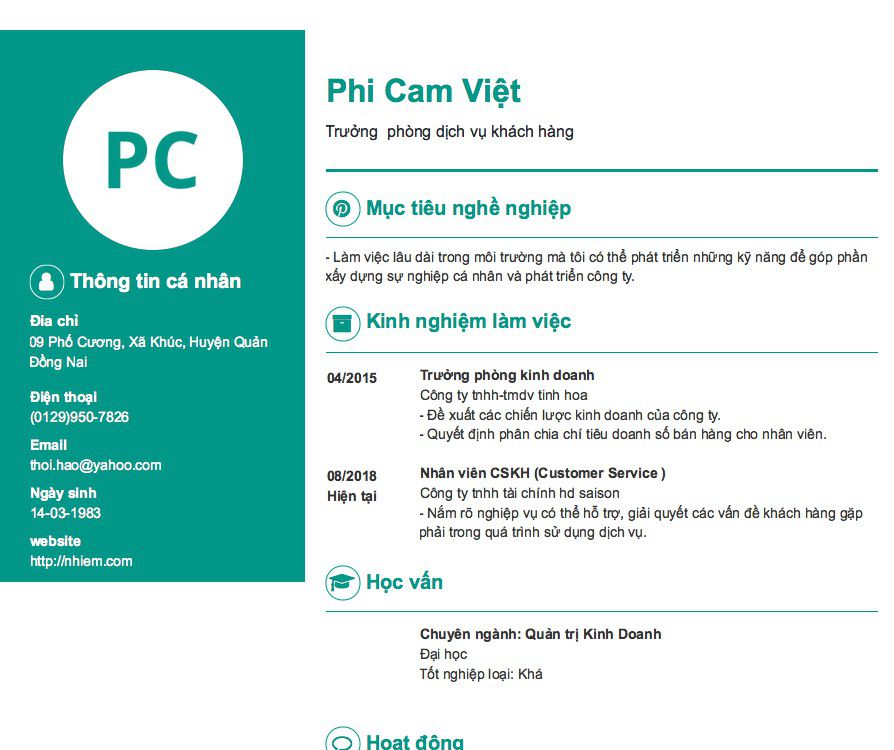 PC
Thông tin cá nhân
Đia chỉ
09 Phố Cương, Xã Khúc, Huyện Quản
Đồng Nai
Điện thoại
(0129)950-7826
Email
thoi.hao@yahoo.com
Ngày sinh
14-03-1983
website
http://nhiem.com
Phi Cam Việt
Trưởng phòng dịch vụ khách hàng
Mục tiêu nghề nghiệp
- Làm việc lâu dài trong môi trường mà tôi có thể phát triển những kỹ năng để góp phần
xấy dựng sự nghiệp cá nhân và phát triển công ty.
Kinh nghiệm làm việc
04/2015
Trưởng phòng kinh doanh
Công ty tnhh-tmdv tinh hoa
- Đề xuất các chiến lược kinh doanh của công ty.
- Quyết định phân chia chí tiêu doanh số bán hàng cho nhân viên.
08/2018
Hiện tại
Nhân viên CSKH (Customer Service )
Công ty tnhh tài chính hd saison
- Nắm rõ nghiệp vụ có thể hỗ trợ, giải quyết các vấn đề khách hàng gặp
phải trong quá trình sử dụng dịch vụ.
Học vấn
Chuyên ngành: Quản trị Kinh Doanh
Đại học
Tốt nghiệp loại: Khá
Hoạt động